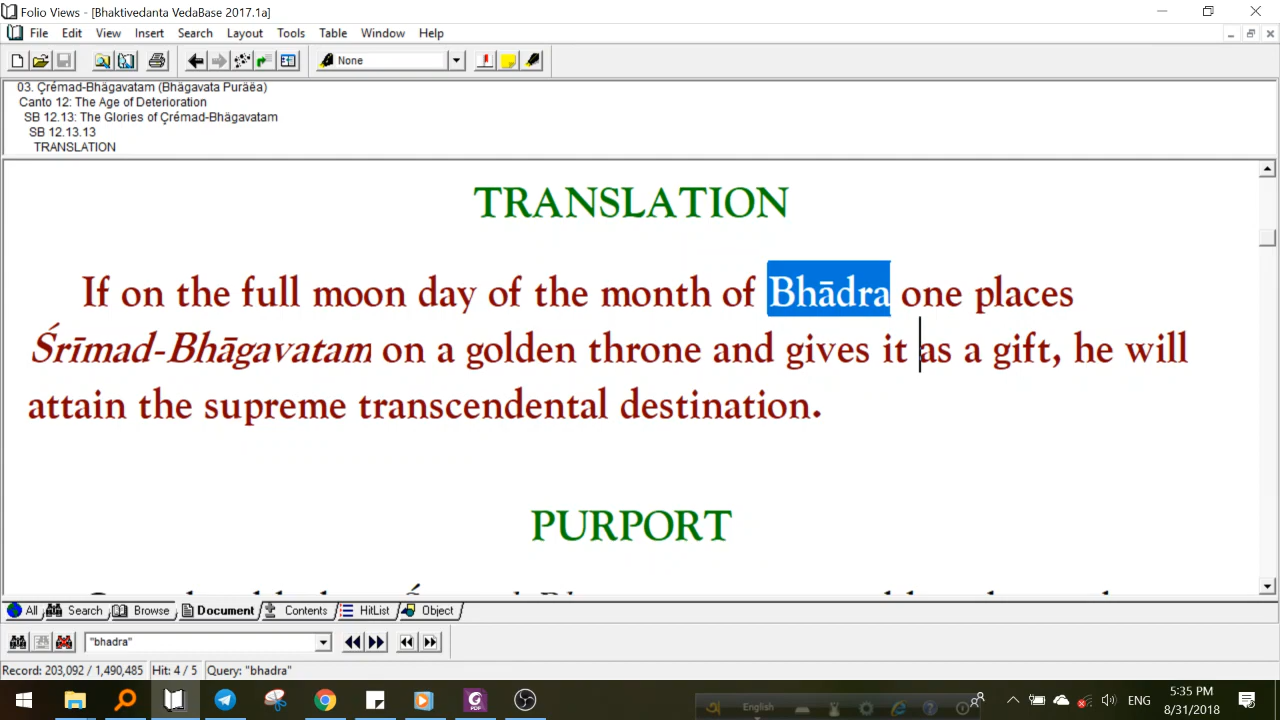 Folio Views - [Bhaktivedanta VedaBase 2017.1a]
File Edit View Insert Search Layout Tools Table Window Help
None
03. Çrémad-Bhägavatam (Bhägavata Puräëa)
Canto 12: The Age of Deterioration
SB 12.13: The Glories of Çrémad-Bhägavatam
SB 12.13.13
TRANSLATION
TRANSLATION
If on the full moon day of the month of Bhādra one places
Śrīmad-Bhāgavatam on a golden throne and gives it as a gift, he will
attain the supreme transcendental destination.
PURPORT
All Search Browse Document Contents HitList Object
"bhadra"
Record: 203,092 / 1,490,485 Hit: 4 / 5 Query: "bhadra"
English
ENG
5:35 PM
8/31/2018